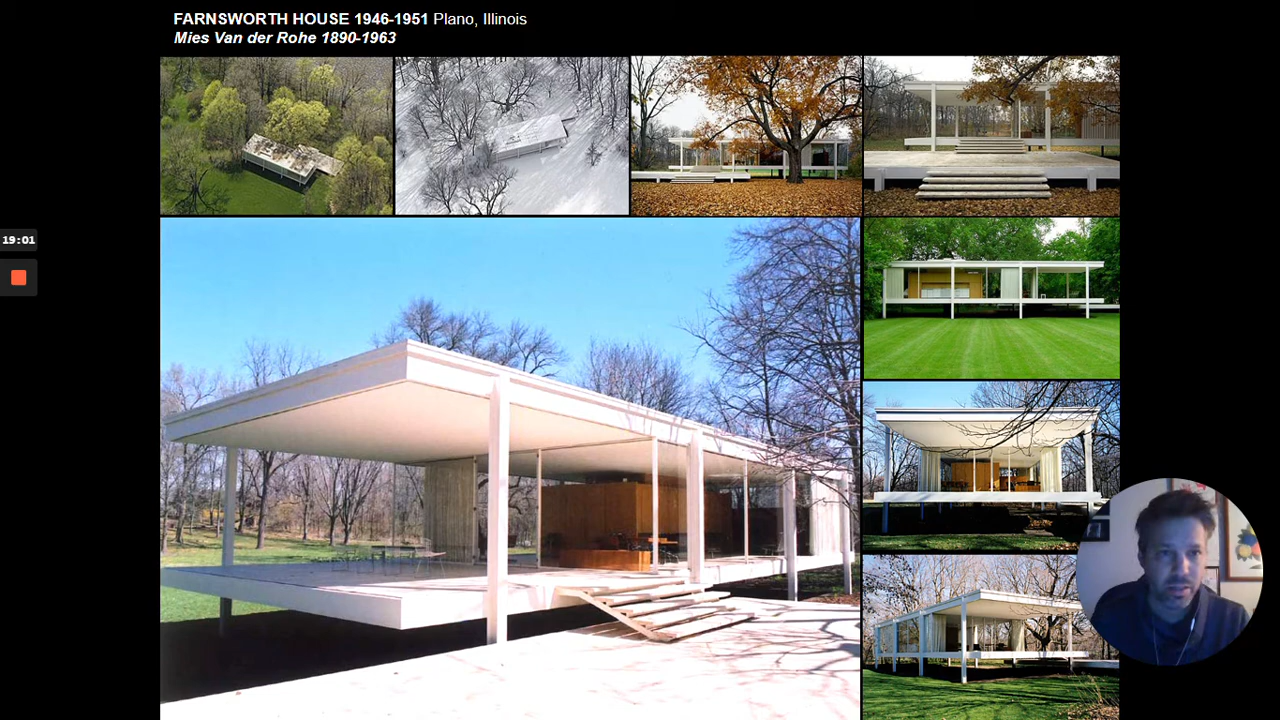 FARNSWORTH HOUSE 1946-1951 Plano, Illinois
Mies Van der Rohe 1890-1963
19:01